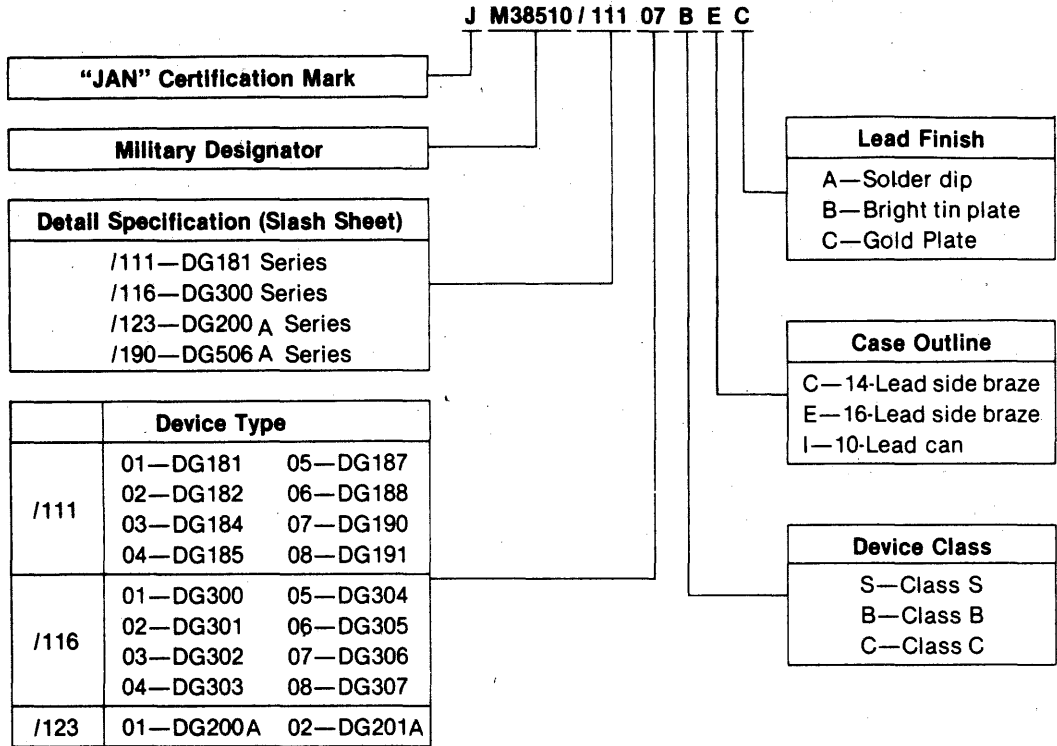 J M38510 / 111 07 B E C
"JAN" Certification Mark
Military Designator
Detail Specification (Slash Sheet)
/111—DG181 Series
/116—DG300 Series
/123—DG200 A Series
/190—DG506 A Series
Device Type
/111
01—DG181 05—DG187
02—DG182 06—DG188
03—DG184 07—DG190
04—DG185 08—DG191
/116
01—DG300 05—DG304
02—DG301 06—DG305
03—DG302 07—DG306
04—DG303 08—DG307
/123 01—DG200A 02—DG201A
Lead Finish
A—Solder dip
B—Bright tin plate
C—Gold Plate
Case Outline
C—14-Lead side braze
E—16-Lead side braze
I—10-Lead can
Device Class
S—Class S
B—Class B
C—Class C